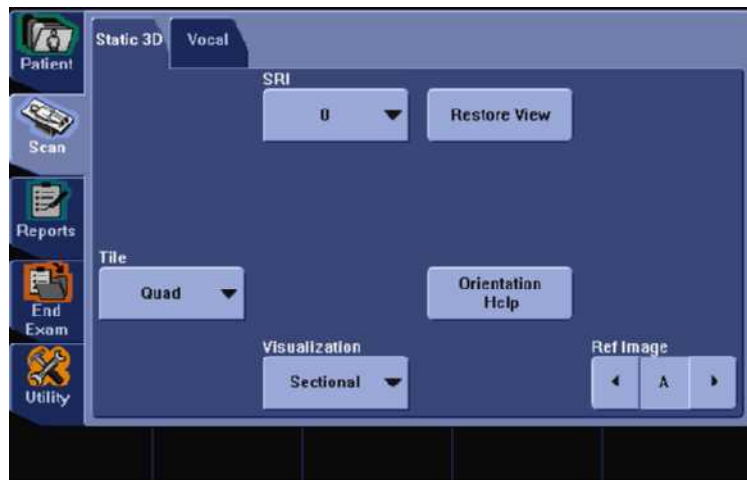 Patient
Scan
Reports
End
Exam
Utility
Static 3D
Vocal
SRI
0
Restore View
Tile
Quad
Orientation
Help
Visualization
Sectional
Ref Image
A